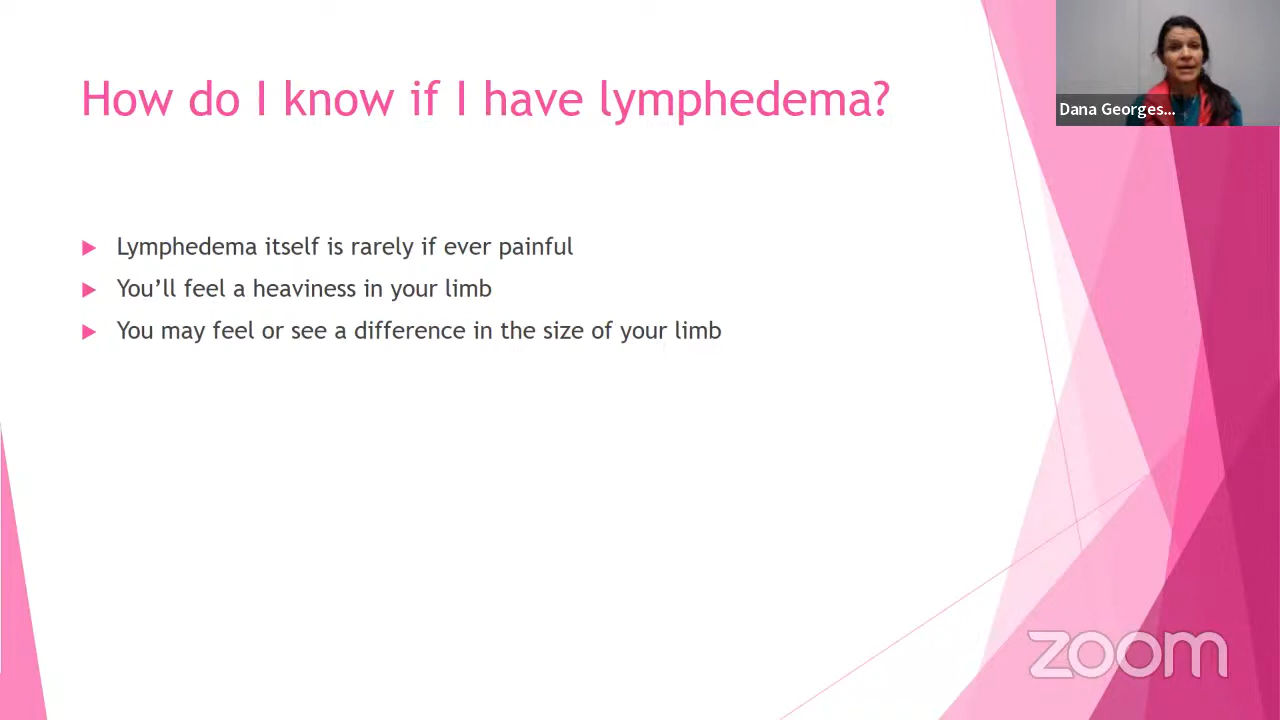 How do I know if I have lymphedema?
Lymphedema itself is rarely if ever painful
You’ll feel a heaviness in your limb
You may feel or see a difference in the size of your limb
Dana Georges...
zoom